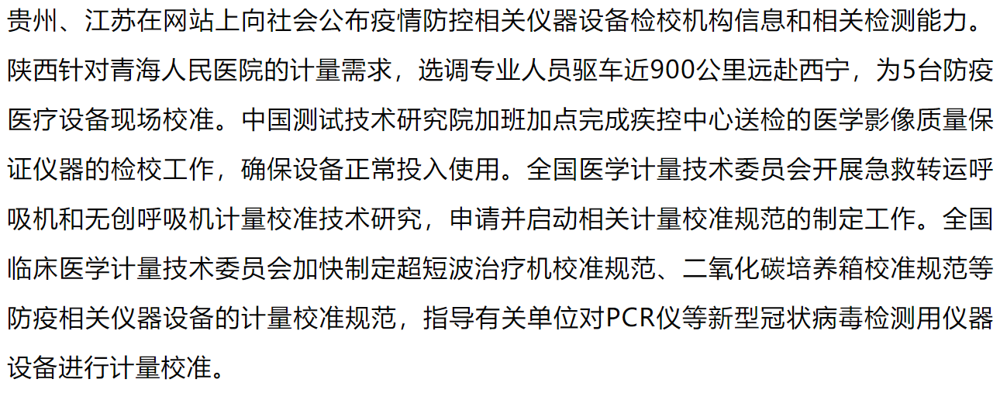 贵州、江苏在网站上向社会公布疫情防控相关仪器设备检校机构信息和相关检测能力。
陕西针对青海人民医院的计量需求，选调专业人员驱车近900公里远赴西宁，为5台防疫
医疗设备现场校准。中国测试技术研究院加班加点完成疾控中心送检的医学影像质量保
证仪器的检校工作，确保设备正常投入使用。全国医学计量技术委员会开展急救转运呼
吸机和无创呼吸机计量校准技术研究，申请并启动相关计量校准规范的制定工作。全国
临床医学计量技术委员会加快制定超短波治疗机校准规范、二氧化碳培养箱校准规范等
防疫相关仪器设备的计量校准规范，指导有关单位对PCR仪等新型冠状病毒检测用仪器
设备进行计量校准。